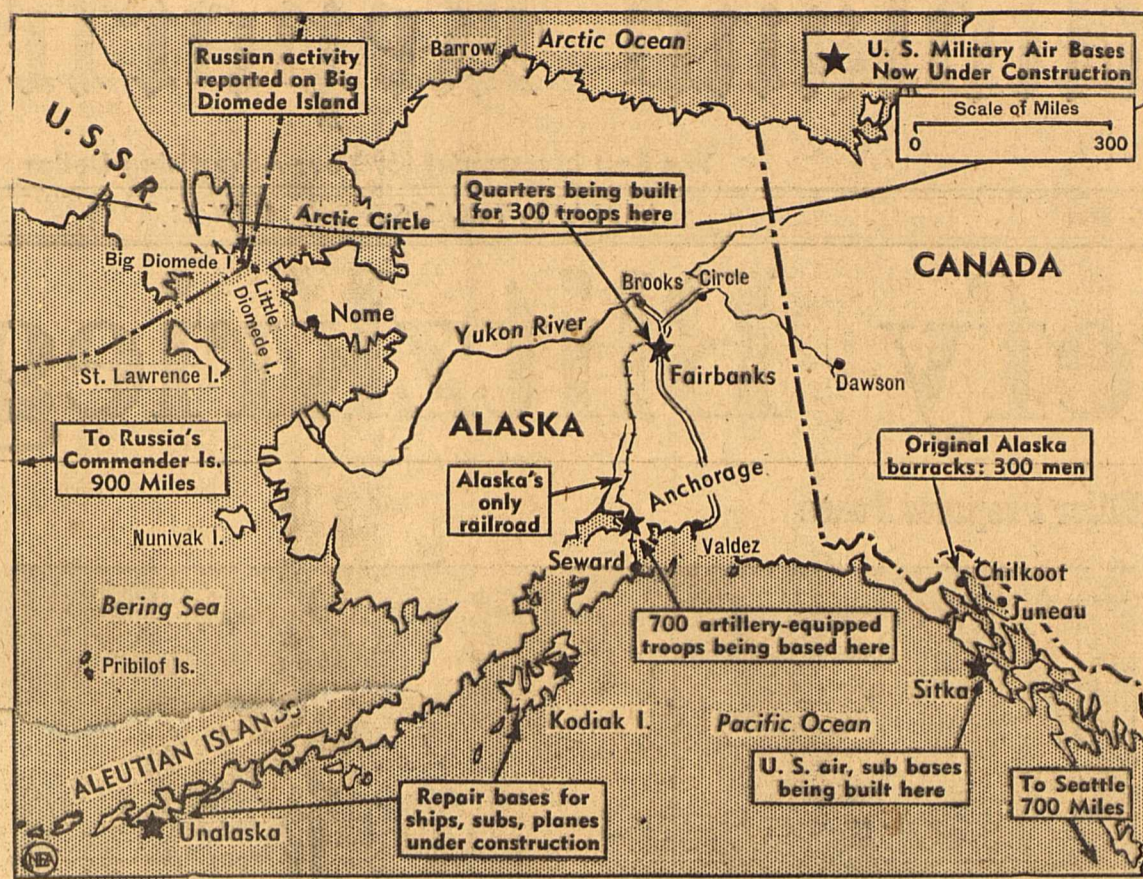 Russian activity
reported on Big
Diomede Island
Barrow
Arctic Ocean
U. S. Military Air Bases
Now Under Construction
Scale of Miles
0 300
U. S. S. R
Quarters being built
for 300 troops here
Arctic Circle
Big Diomede I
Little
Diomede I.
CANADA
Brooks
Circle
Nome
Yukon River
St. Lawrence I.
Fairbanks
Dawson
ALASKA
To Russia's
Commander Is.
900 Miles
Original Alaska
barracks: 300 men
Alaska's
only
railroad
Anchorage
Nunivak I.
Valdez
Seward
Chilkoot
Juneau
Bering Sea
700 artillery-equipped
troops being based here
Pribilof Is.
Sitka
ALEUTIAN ISLANDS
Kodiak I.
Pacific Ocean
U. S. air, sub bases
being built here
To Seattle
700 Miles
Repair bases for
ships, subs, planes
under construction
Unalaska
NEA